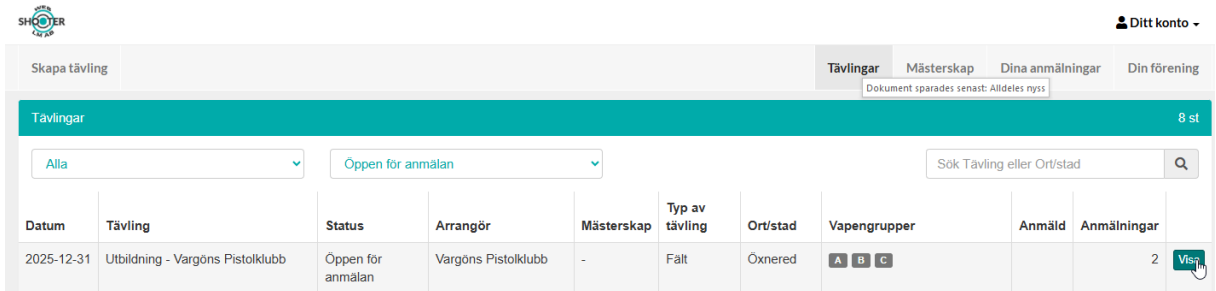 WEB
SHOOTER
LM AB
Ditt konto
Skapa tävling
Tävlingar Mästerskap Dina anmälningar Din förening
Dokument sparades senast: Alldeles nyss
Tävlingar 8 st
Alla Öppen för anmälan Sök Tävling eller Ort/stad
Datum Tävling Status Arrangör Mästerskap Typ av tävling Ort/stad Vapengrupper Anmäld Anmälningar
2025-12-31 Utbildning - Vargöns Pistolklubb Öppen för anmälan Vargöns Pistolklubb - Fält Öxnered A B C 2 Visa